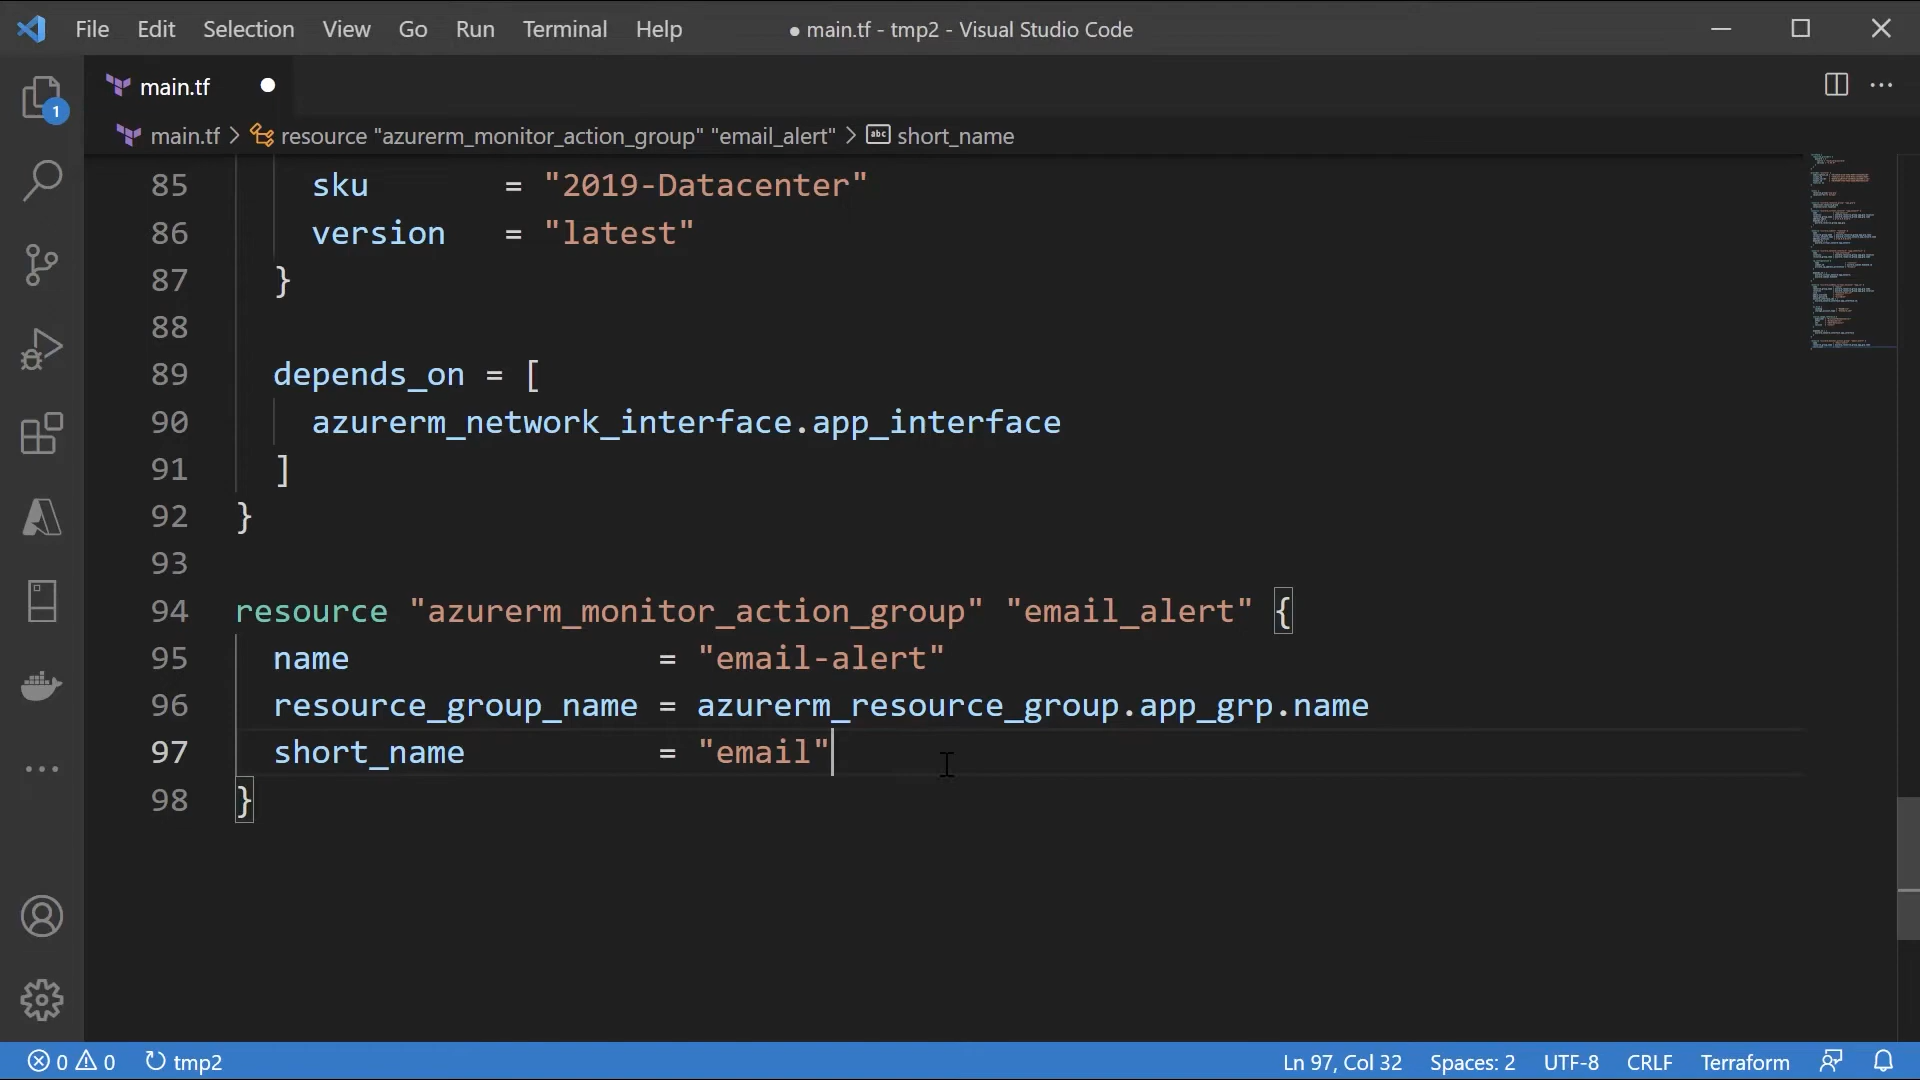 File Edit Selection View Go Run Terminal Help ● main.tf - tmp2 - Visual Studio Code
main.tf
1
main.tf > resource "azurerm_monitor_action_group" "email_alert" > abc short_name
85 sku = "2019-Datacenter"
86 version = "latest"
87 }
88
89 depends_on = [
90 azurerm_network_interface.app_interface
91 ]
92 }
93
94 resource "azurerm_monitor_action_group" "email_alert" {
95 name = "email-alert"
96 resource_group_name = azurerm_resource_group.app_grp.name
97 short_name = "email"
98 }
0 0 tmp2 Ln 97, Col 32 Spaces: 2 UTF-8 CRLF Terraform